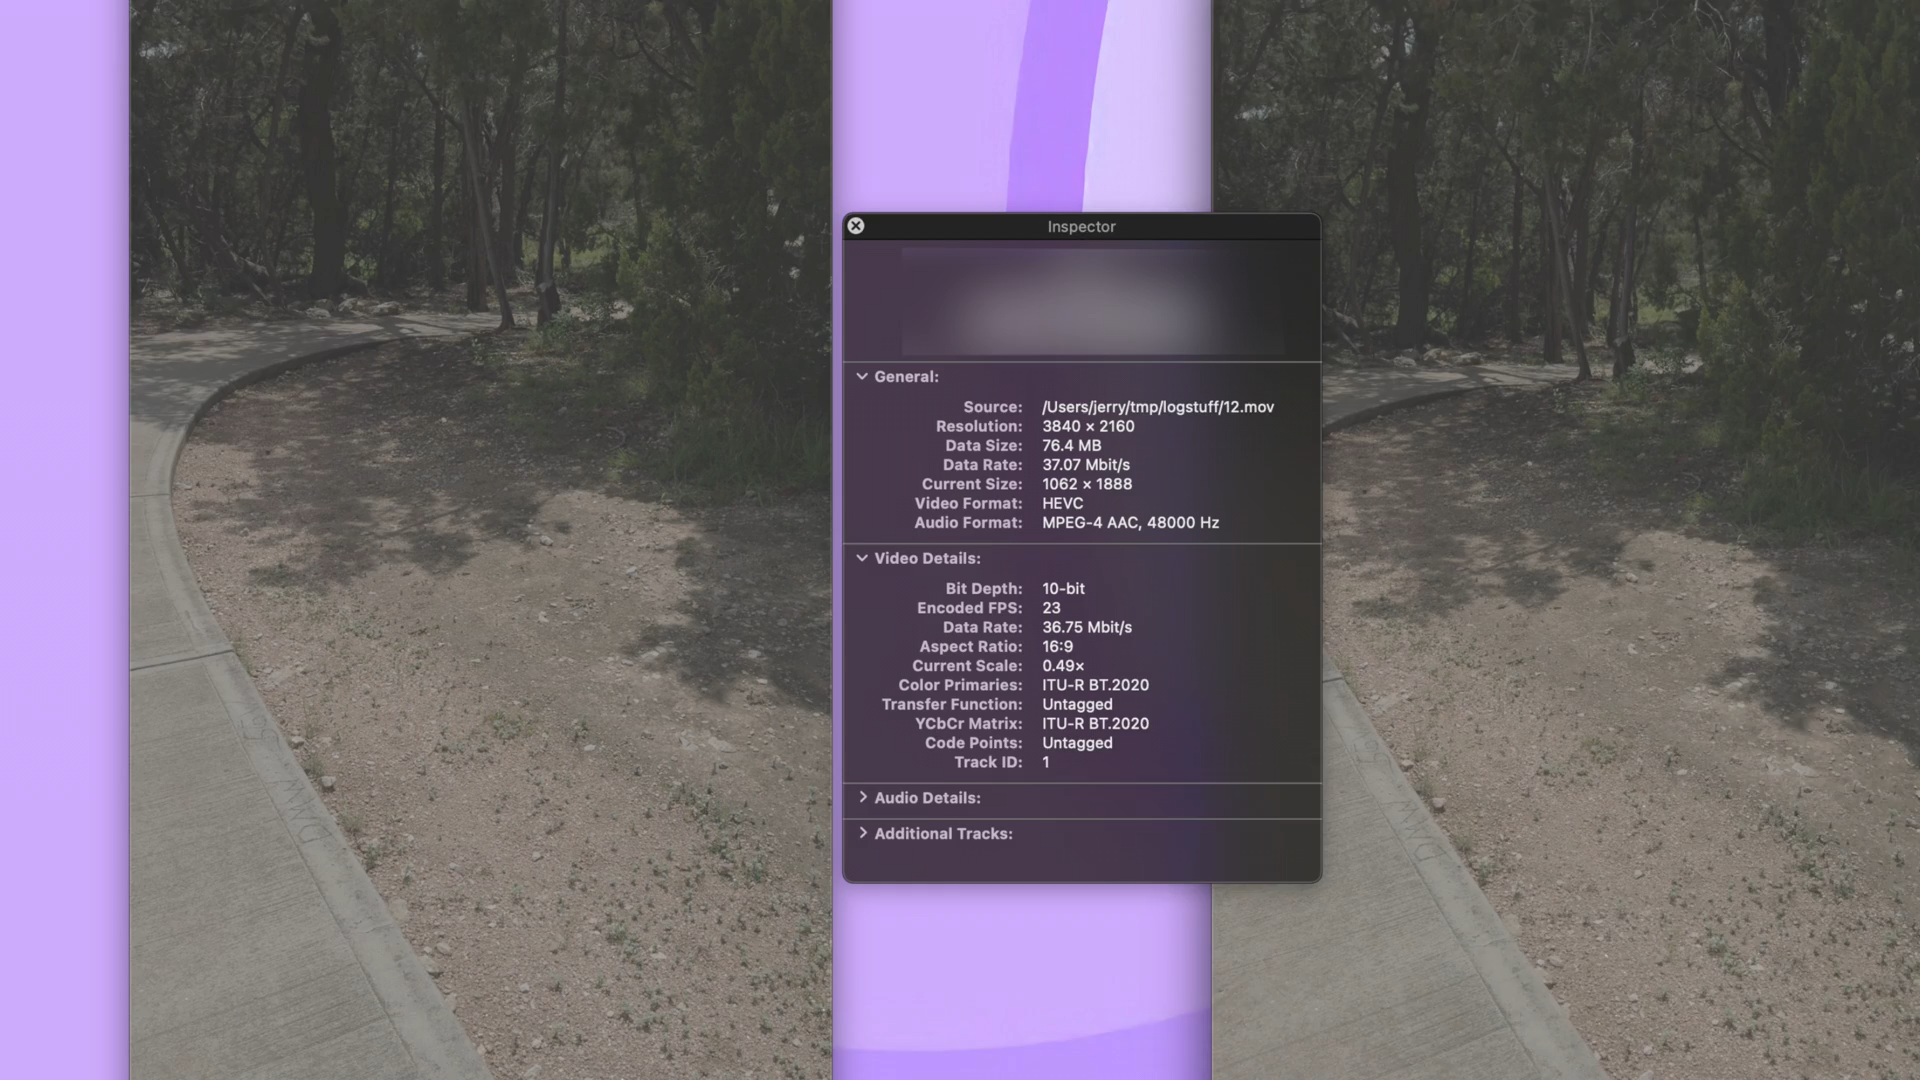 Inspector
General:
Source: /Users/jerry/tmp/logstuff/12.mov
Resolution: 3840 × 2160
Data Size: 76.4 MB
Data Rate: 37.07 Mbit/s
Current Size: 1062 × 1888
Video Format: HEVC
Audio Format: MPEG-4 AAC, 48000 Hz
Video Details:
Bit Depth: 10-bit
Encoded FPS: 23
Data Rate: 36.75 Mbit/s
Aspect Ratio: 16:9
Current Scale: 0.49×
Color Primaries: ITU-R BT.2020
Transfer Function: Untagged
YCbCr Matrix: ITU-R BT.2020
Code Points: Untagged
Track ID: 1
Audio Details:
Additional Tracks: